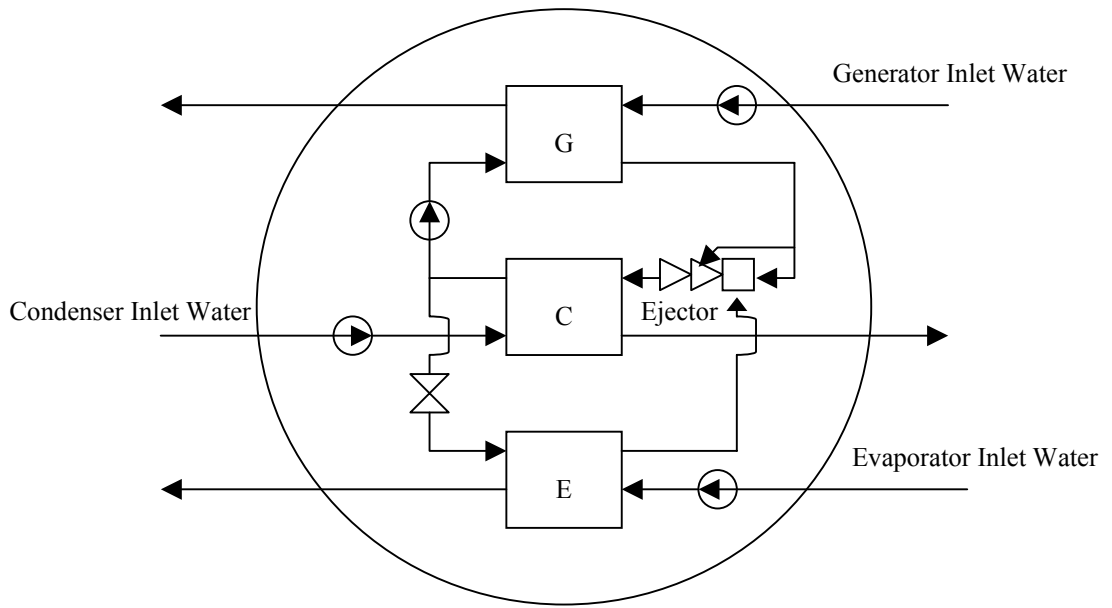 Generator Inlet Water
G
Condenser Inlet Water
C
Ejector
Evaporator Inlet Water
E